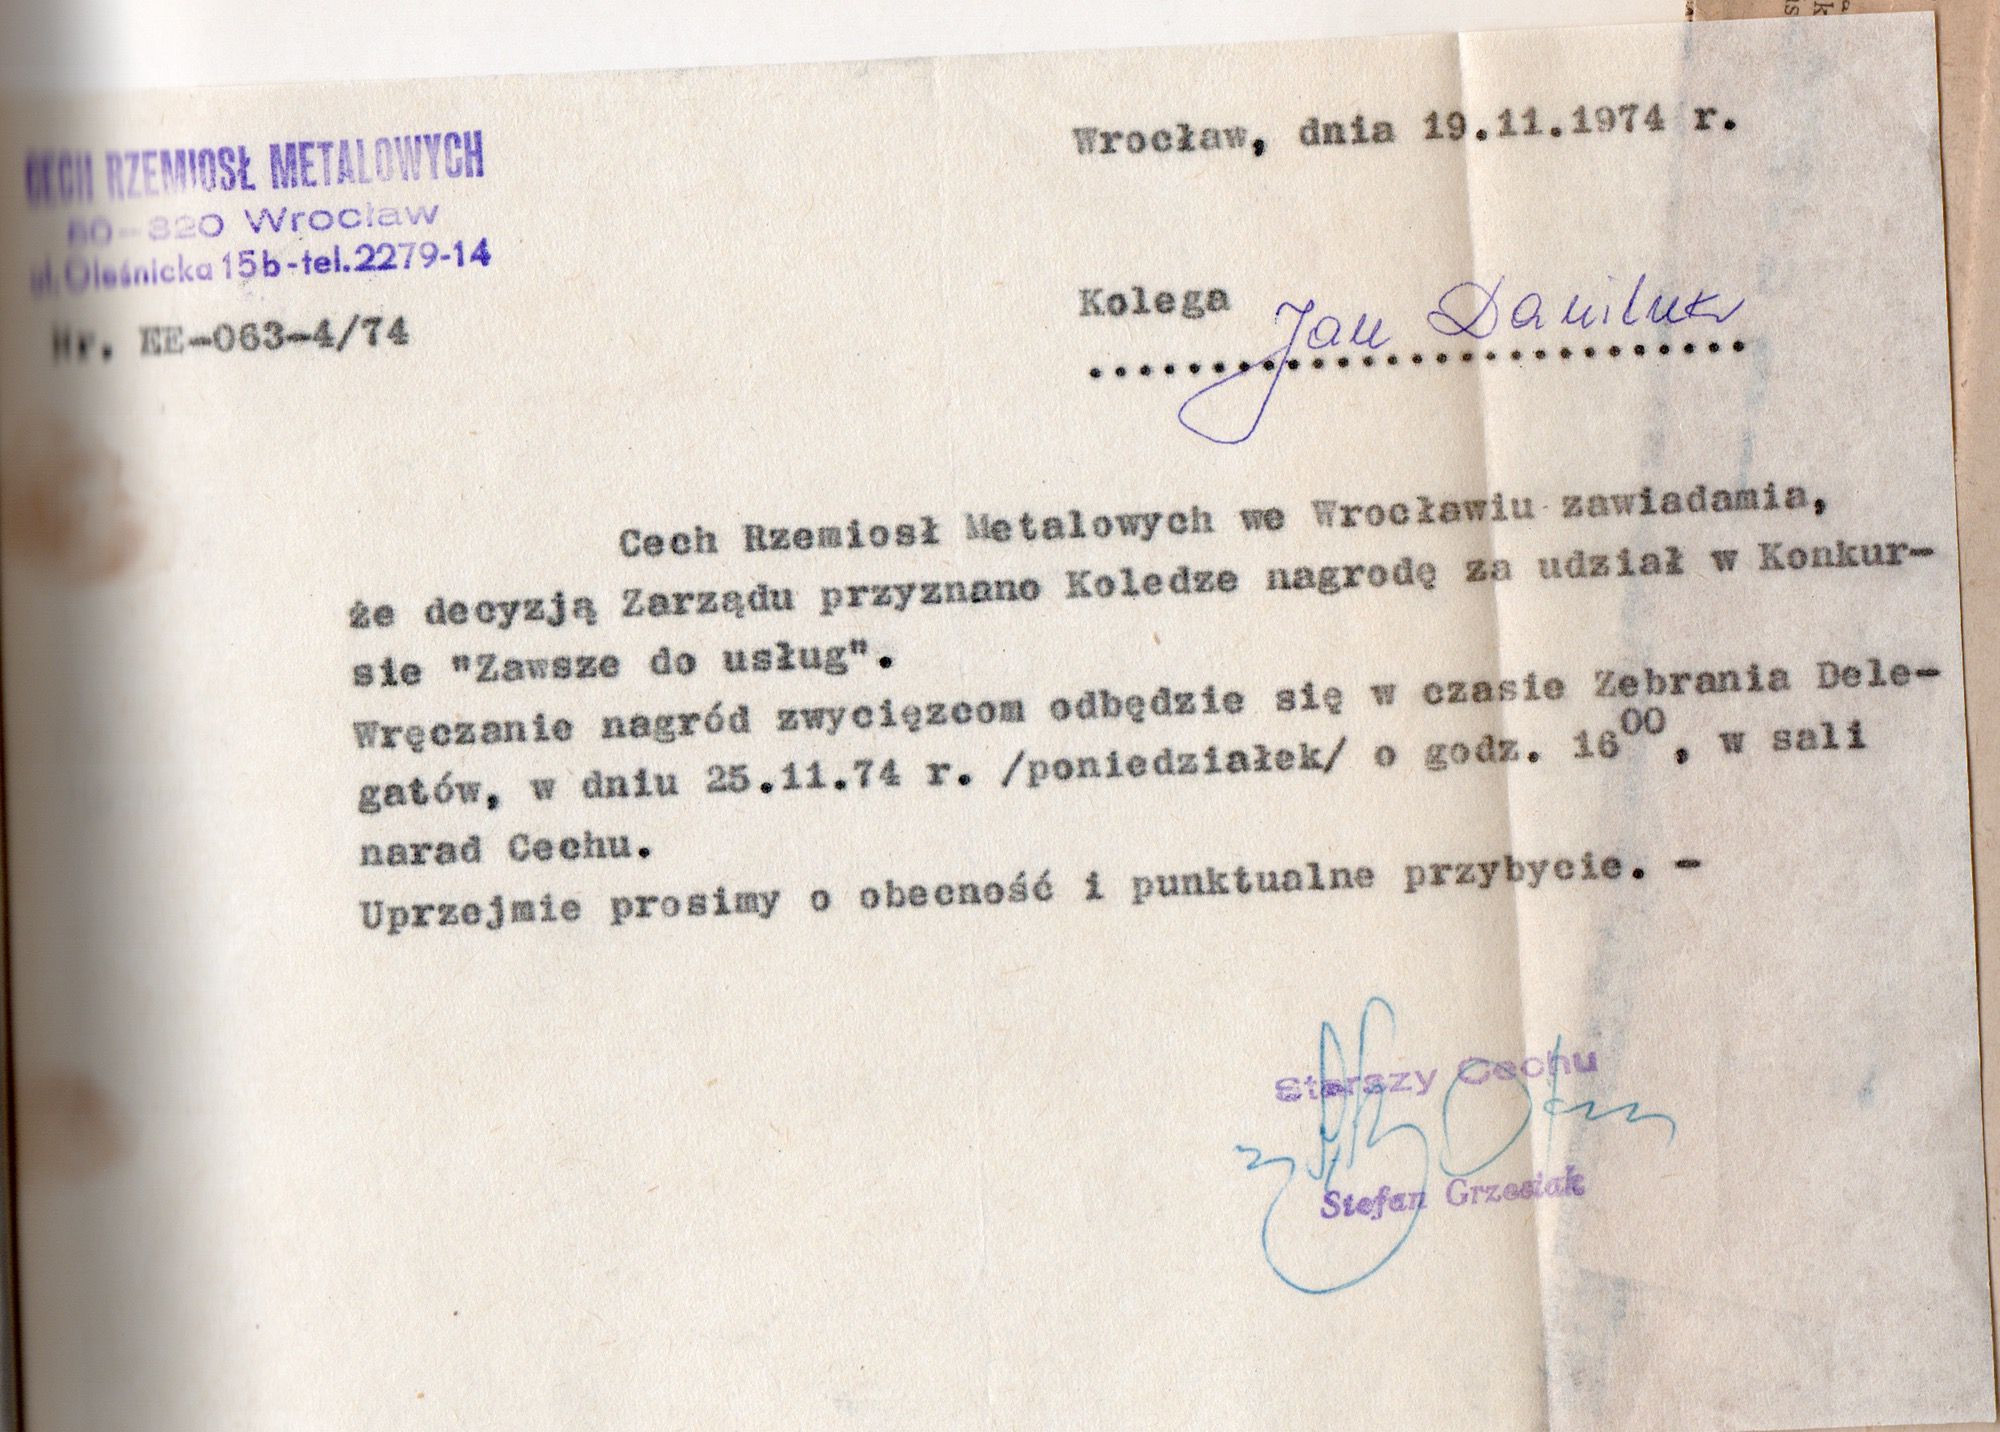 CECH RZEMIOSŁ METALOWYCH
50-320 Wrocław
ul. Oleśnicka 15b-tel.2279-14
Nr. EE-063-4/74
Wrocław, dnia 19.11.1974 r.
Kolega
Jan Daniluk
Cech Rzemiosł Metalowych we Wrocławiu zawiadamia,
że decyzją Zarządu przyznano Koledze nagrodę za udział w Konkur-
sie "Zawsze do usług".
Wręczanie nagród zwycięzcom odbędzie się w czasie Zebrania Dele-
gatów, w dniu 25.11.74 r. /poniedziałek/ o godz. 16⁰⁰, w sali
narad Cechu.
Uprzejmie prosimy o obecność i punktualne przybycie. -
Starszy Cechu
Stefan Grzesiak